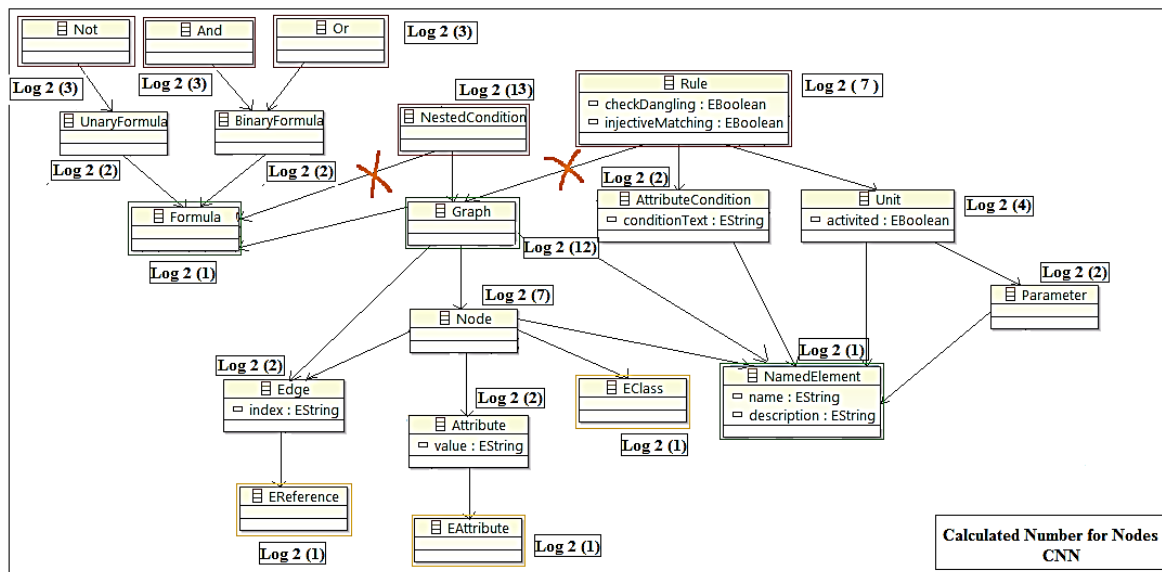 Not
And
Or
Log 2 (3)
Log 2 (3)
Log 2 (3)
UnaryFormula
BinaryFormula
Log 2 (2)
Log 2 (2)
Log 2 (13)
NestedCondition
Rule
checkDangling : EBoolean
injectiveMatching : EBoolean
Log 2 ( 7 )
Formula
Log 2 (1)
Graph
Log 2 (12)
Log 2 (2)
AttributeCondition
conditionText : EString
Unit
activited : EBoolean
Log 2 (4)
Log 2 (2)
Parameter
Log 2 (7)
Node
Log 2 (2)
Edge
index : EString
Log 2 (2)
Attribute
value : EString
EClass
Log 2 (1)
Log 2 (1)
NamedElement
name : EString
description : EString
EReference
Log 2 (1)
EAttribute
Log 2 (1)
Calculated Number for Nodes
CNN